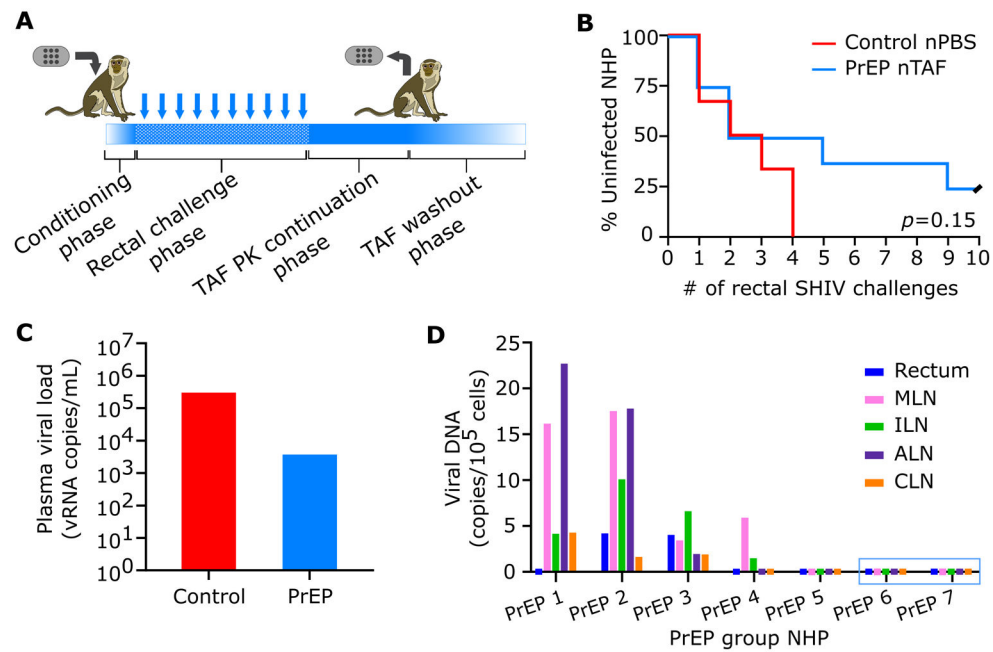 A
Conditioning
phase
Rectal challenge
phase
TAF PK continuation
phase
TAF washout
phase
B
% Uninfected NHP
100
75
50
25
0
0 1 2 3 4 5 6 7 8 9 10
# of rectal SHIV challenges
Control nPBS
PrEP nTAF
p=0.15
C
Plasma viral load
(vRNA copies/mL)
10^7
10^6
10^5
10^4
10^3
10^2
10^1
10^0
Control PrEP
D
Viral DNA
(copies/10^5 cells)
25
20
15
10
5
0
PrEP 1 PrEP 2 PrEP 3 PrEP 4 PrEP 5 PrEP 6 PrEP 7
PrEP group NHP
Rectum
MLN
ILN
ALN
CLN